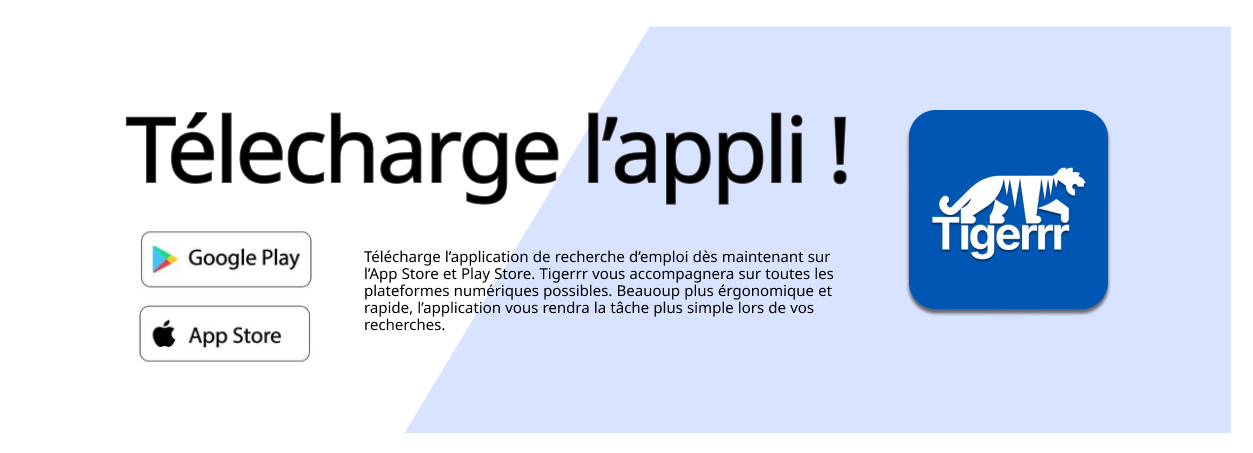 Télecharge l’appli !
Google Play
App Store
Télécharge l’application de recherche d’emploi dès maintenant sur
l’App Store et Play Store. Tigerrr vous accompagnera sur toutes les
plateformes numériques possibles. Beauoup plus érgonomique et
rapide, l’application vous rendra la tâche plus simple lors de vos
recherches.
Tigerrr